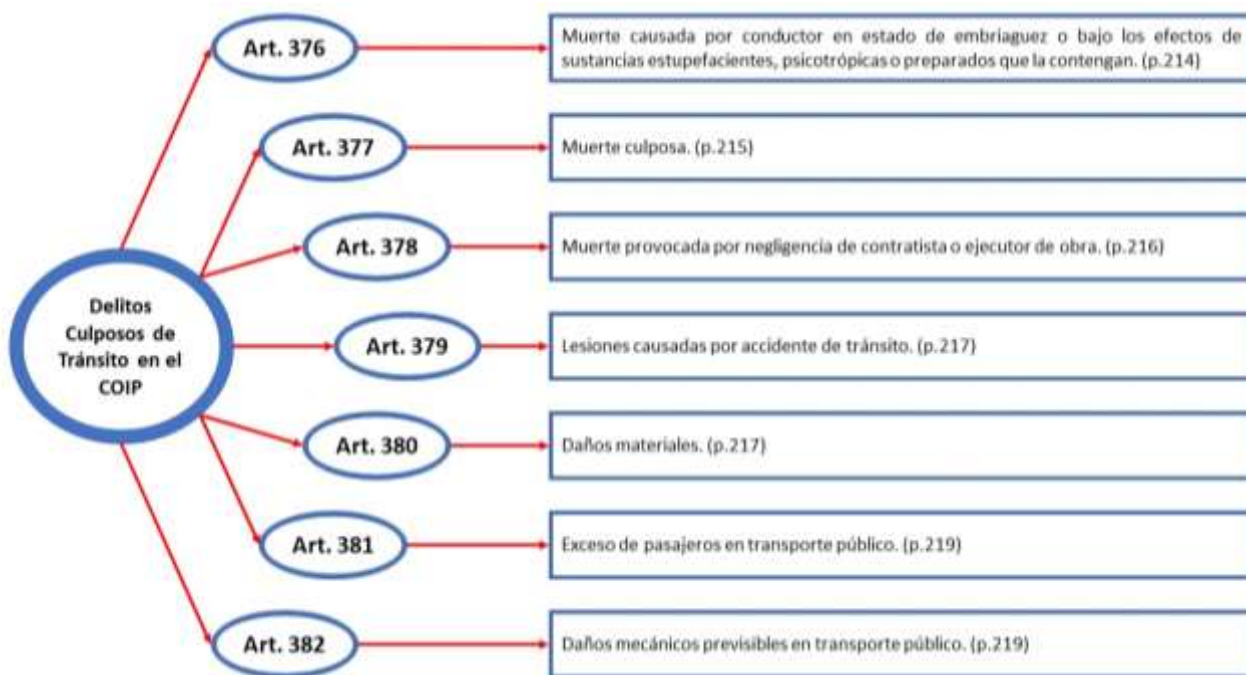 Art. 376
Muerte causada por conductor en estado de embriaguez o bajo los efectos de
sustancias estupefacientes, psicotrópicas o preparados que la contengan. (p.214)
Art. 377
Muerte culposa. (p.215)
Art. 378
Muerte provocada por negligencia de contratista o ejecutor de obra. (p.216)
Delitos
Culposos de
Tránsito en el
COIP
Art. 379
Lesiones causadas por accidente de tránsito. (p.217)
Art. 380
Daños materiales. (p.217)
Art. 381
Exceso de pasajeros en transporte público. (p.219)
Art. 382
Daños mecánicos previsibles en transporte público. (p.219)